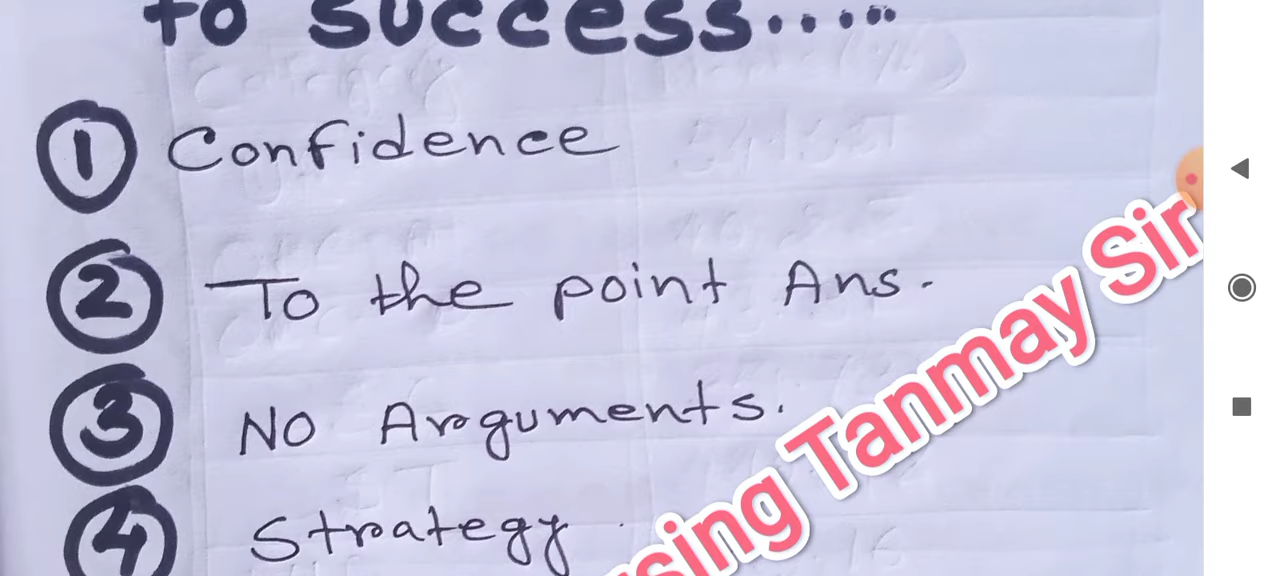 to success.....
1 Confidence
2 To the point Ans.
3 NO Arguments.
4 Strategy
Tanmay Sir